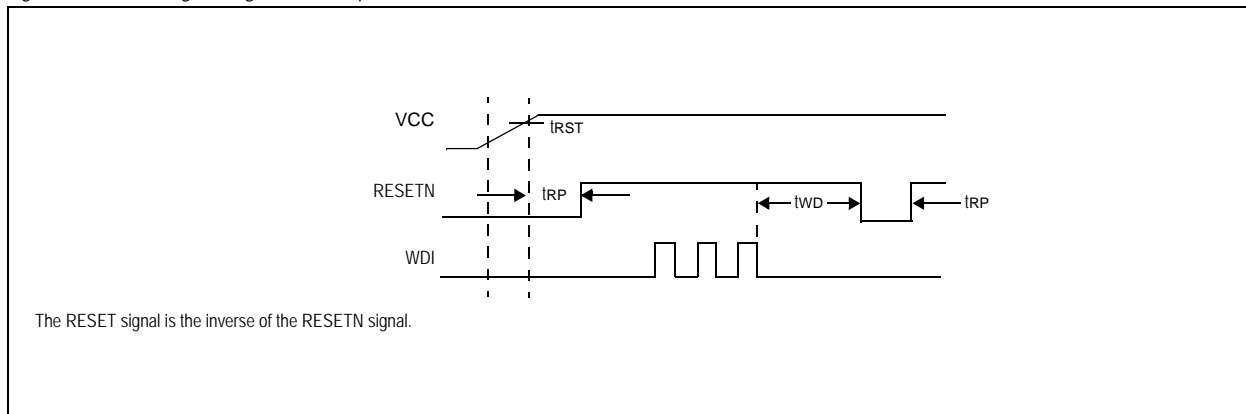 VCC
tRST
RESETN
tRP
tWD
tRP
WDI
The RESET signal is the inverse of the RESETN signal.